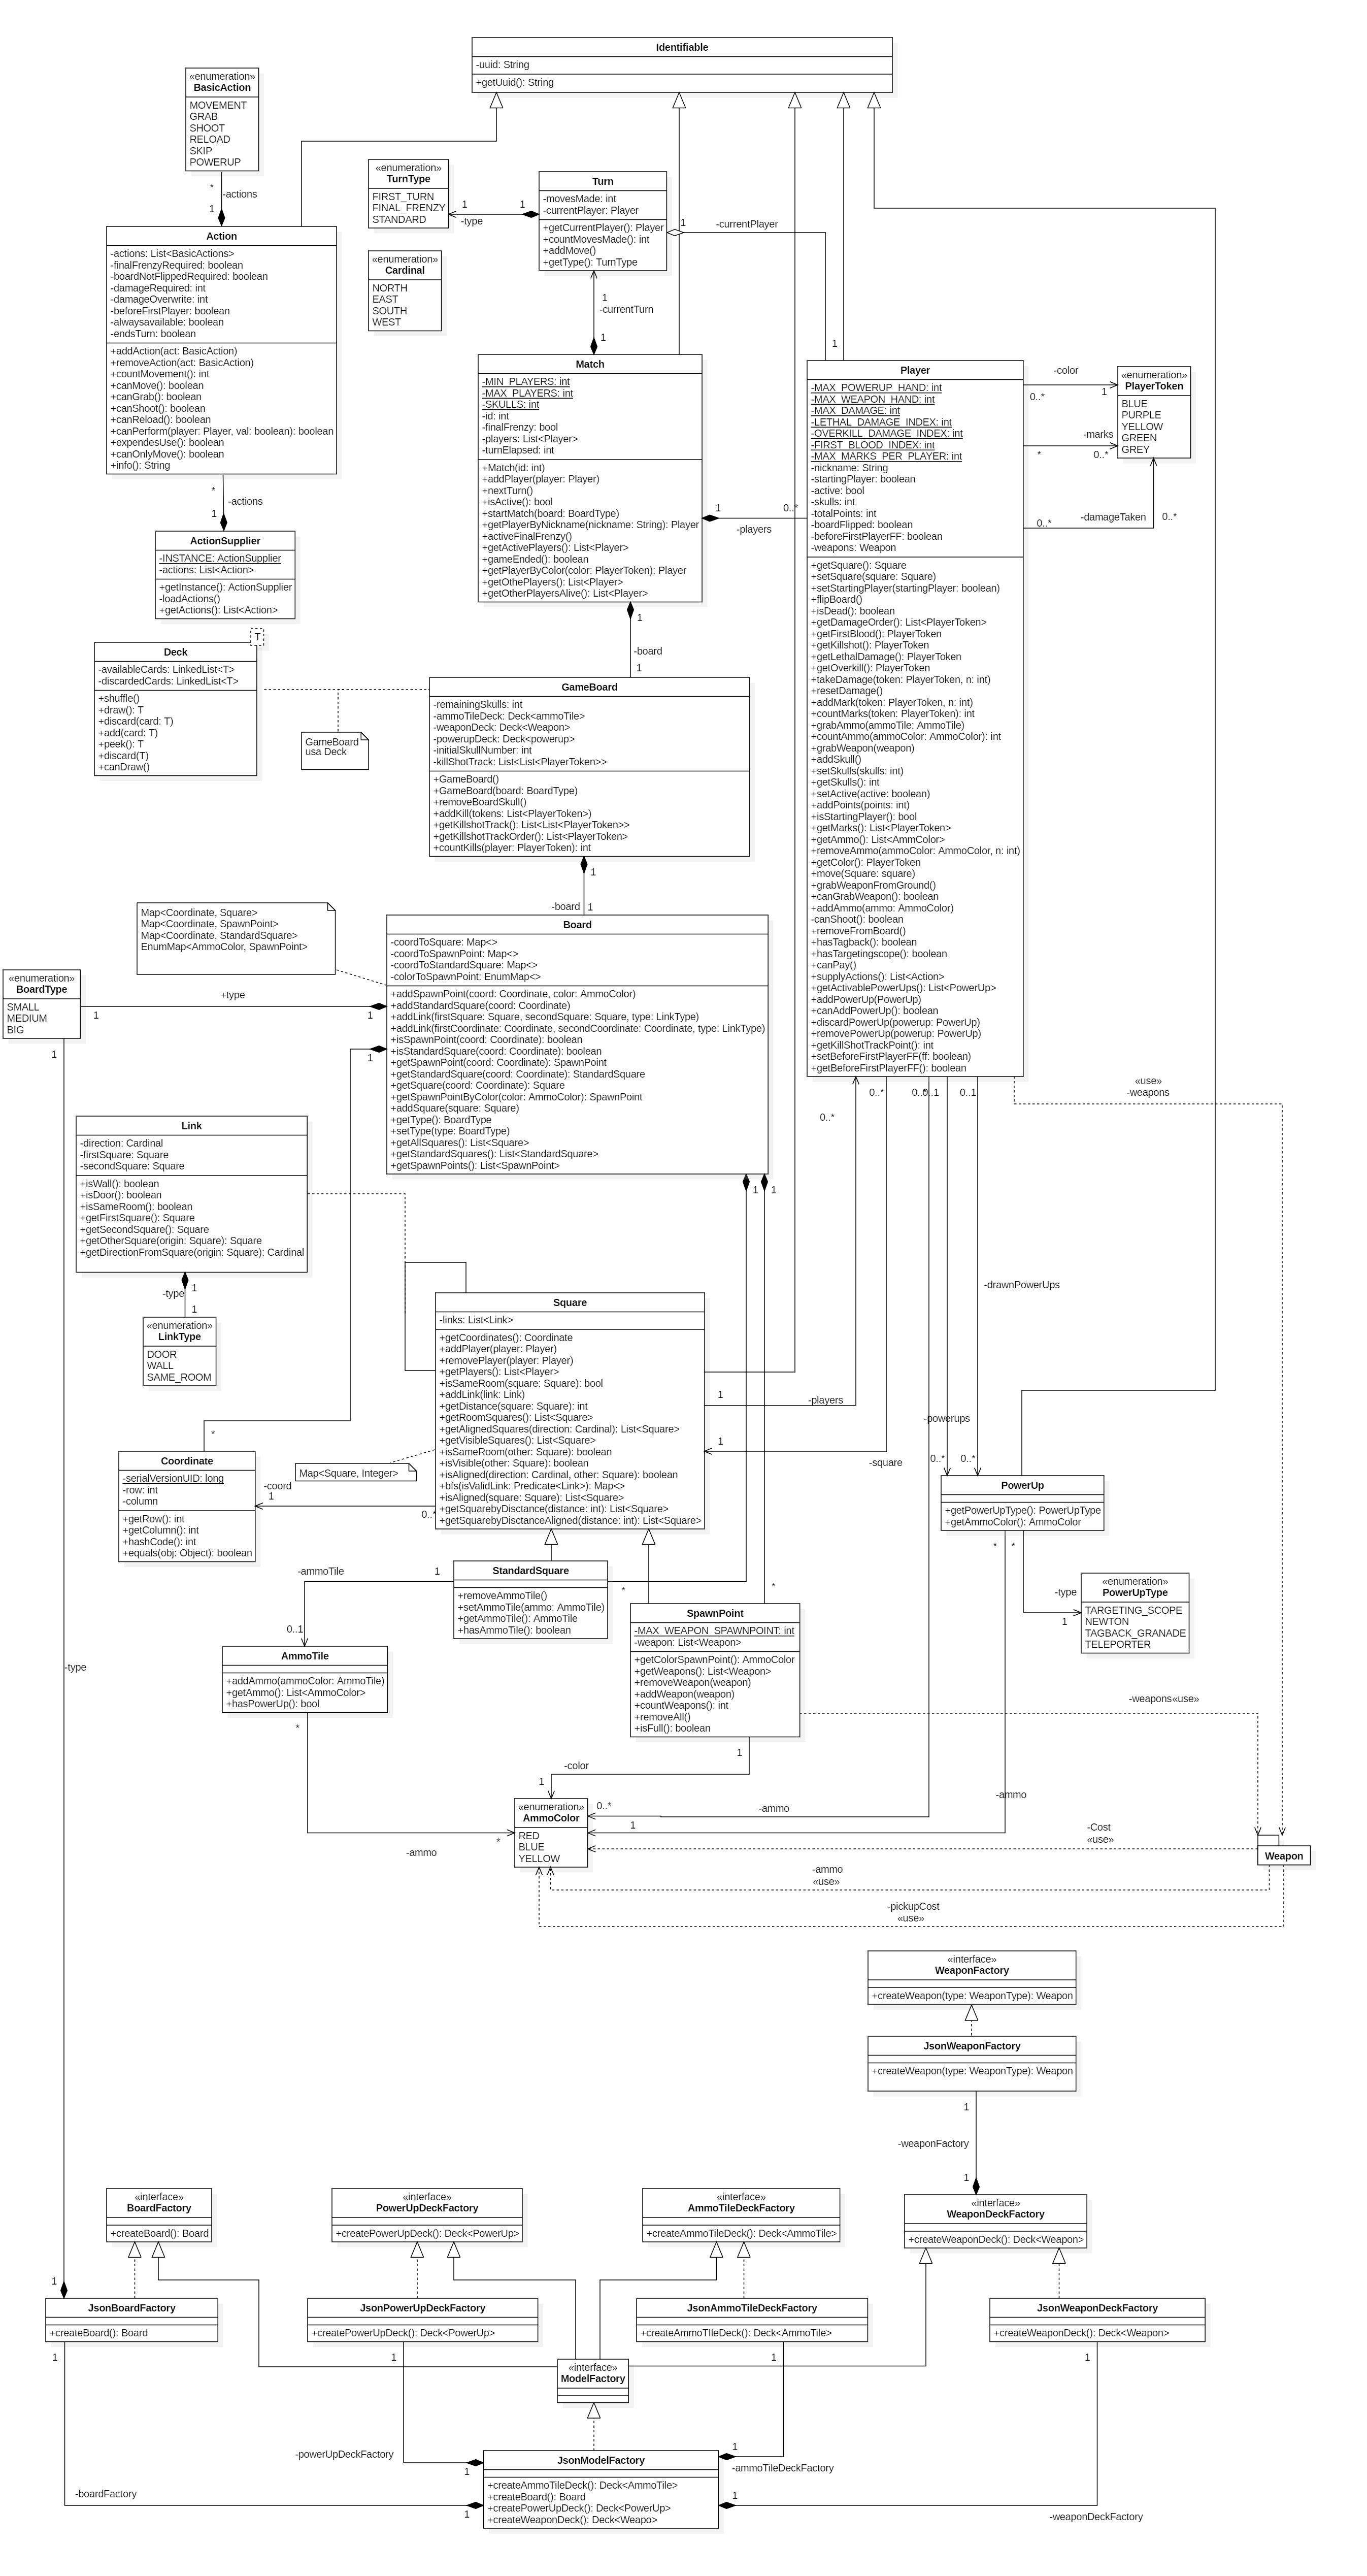 Identifiable
-uuid: String
+getUuid(): String
«enumeration»
BasicAction
MOVEMENT
GRAB
SHOOT
RELOAD
SKIP
POWERUP
*
-actions
1
«enumeration»
TurnType
FIRST_TURN
FINAL_FRENZY
STANDARD
1
1
-type
Turn
-movesMade: int
-currentPlayer: Player
+getCurrentPlayer(): Player
+countMovesMade(): int
+addMove()
+getType(): TurnType
1
-currentPlayer
1
Action
-actions: List<BasicActions>
-finalFrenzyRequired: boolean
-boardNotFlippedRequired: boolean
-damageRequired: int
-damageOverwrite: int
-beforeFirstPlayer: boolean
-alwaysavailable: boolean
-endsTurn: boolean
+addAction(act: BasicAction)
+removeAction(act: BasicAction)
+countMovement(): int
+canMove(): boolean
+canGrab(): boolean
+canShoot(): boolean
+canReload(): boolean
+canPerform(player: Player, val: boolean): boolean
+expendesUse(): boolean
+canOnlyMove(): boolean
+info(): String
«enumeration»
Cardinal
NORTH
EAST
SOUTH
WEST
1
-currentTurn
1
Match
-MIN_PLAYERS: int
-MAX_PLAYERS: int
-SKULLS: int
-id: int
-finalFrenzy: bool
-players: List<Player>
-turnElapsed: int
+Match(id: int)
+addPlayer(player: Player)
+nextTurn()
+isActive(): bool
+startMatch(board: BoardType)
+getPlayerByNickname(nickname: String): Player
+activeFinalFrenzy()
+getActivePlayers(): List<Player>
+gameEnded(): boolean
+getPlayerByColor(color: PlayerToken): Player
+getOthePlayers(): List<Player>
+getOtherPlayersAlive(): List<Player>
1
0..*
-players
Player
-MAX_POWERUP_HAND: int
-MAX_WEAPON_HAND: int
-MAX_DAMAGE: int
-LETHAL_DAMAGE_INDEX: int
-OVERKILL_DAMAGE_INDEX: int
-FIRST_BLOOD_INDEX: int
-MAX_MARKS_PER_PLAYER: int
-nickname: String
-startingPlayer: boolean
-active: bool
-skulls: int
-totalPoints: int
-boardFlipped: boolean
-beforeFirstPlayerFF: boolean
-weapons: Weapon
+getSquare(): Square
+setSquare(square: Square)
+setStartingPlayer(startingPlayer: boolean)
+flipBoard()
+isDead(): boolean
+getDamageOrder(): List<PlayerToken>
+getFirstBlood(): PlayerToken
+getKillshot(): PlayerToken
+getLethalDamage(): PlayerToken
+getOverkill(): PlayerToken
+takeDamage(token: PlayerToken, n: int)
+resetDamage()
+addMark(token: PlayerToken, n: int)
+countMarks(token: PlayerToken): int
+grabAmmo(ammoTile: AmmoTile)
+countAmmo(ammoColor: AmmoColor): int
+grabWeapon(weapon)
+addSkull()
+setSkulls(skulls: int)
+getSkulls(): int
+setActive(active: boolean)
+addPoints(points: int)
+isStartingPlayer(): bool
+getMarks(): List<PlayerToken>
+getAmmo(): List<AmmColor>
+removeAmmo(ammoColor: AmmoColor, n: int)
+getColor(): PlayerToken
+move(Square: square)
+grabWeaponFromGround()
+canGrabWeapon(): boolean
+addAmmo(ammo: AmmoColor)
-canShoot(): boolean
+removeFromBoard()
+hasTagback(): boolean
+hasTargetingscope(): boolean
+canPay()
+supplyActions(): List<Action>
+getActivablePowerUps(): List<PowerUp>
+addPowerUp(PowerUp)
+canAddPowerUp(): boolean
+discardPowerUp(powerup: PowerUp)
+removePowerUp(powerup: PowerUp)
+getKillShotTrackPoint(): int
+setBeforeFirstPlayerFF(ff: boolean)
+getBeforeFirstPlayerFF(): boolean
-color
0..*
1
-marks
*
0..*
-damageTaken
0..*
0..*
«enumeration»
PlayerToken
BLUE
PURPLE
YELLOW
GREEN
GREY
*
-actions
1
ActionSupplier
-INSTANCE: ActionSupplier
-actions: List<Action>
+getInstance(): ActionSupplier
-loadActions()
+getActions(): List<Action>
T
Deck
-availableCards: LinkedList<T>
-discardedCards: LinkedList<T>
+shuffle()
+draw(): T
+discard(card: T)
+add(card: T)
+peek(): T
+discard(T)
+canDraw()
GameBoard
usa Deck
1
-board
1
GameBoard
-remainingSkulls: int
-ammoTileDeck: Deck<ammoTile>
-weaponDeck: Deck<Weapon>
-powerupDeck: Deck<powerup>
-initialSkullNumber: int
-killShotTrack: List<List<PlayerToken>>
+GameBoard()
+GameBoard(board: BoardType)
+removeBoardSkull()
+addKill(tokens: List<PlayerToken>)
+getKillshotTrack(): List<List<PlayerToken>>
+getKillshotTrackOrder(): List<PlayerToken>
+countKills(player: PlayerToken): int
1
-board
1
Map<Coordinate, Square>
Map<Coordinate, SpawnPoint>
Map<Coordinate, StandardSquare>
EnumMap<AmmoColor, SpawnPoint>
«enumeration»
BoardType
SMALL
MEDIUM
BIG
+type
1
1
1
1
Board
-coordToSquare: Map<>
-coordToSpawnPoint: Map<>
-coordToStandardSquare: Map<>
-colorToSpawnPoint: EnumMap<>
+addSpawnPoint(coord: Coordinate, color: AmmoColor)
+addStandardSquare(coord: Coordinate)
+addLink(firstSquare: Square, secondSquare: Square, type: LinkType)
+addLink(firstCoordinate: Coordinate, secondCoordinate: Coordinate, type: LinkType)
+isSpawnPoint(coord: Coordinate): boolean
+isStandardSquare(coord: Coordinate): boolean
+getSpawnPoint(coord: Coordinate): SpawnPoint
+getStandardSquare(coord: Coordinate): StandardSquare
+getSquare(coord: Coordinate): Square
+getSpawnPointByColor(color: AmmoColor): SpawnPoint
+addSquare(square: Square)
+getType(): BoardType
+setType(type: BoardType)
+getAllSquares(): List<Square>
+getStandardSquares(): List<StandardSquare>
+getSpawnPoints(): List<SpawnPoint>
1
1
0..*
0..*
0..1
0..1
«use»
-weapons
Link
-direction: Cardinal
-firstSquare: Square
-secondSquare: Square
+isWall(): boolean
+isDoor(): boolean
+isSameRoom(): boolean
+getFirstSquare(): Square
+getSecondSquare(): Square
+getOtherSquare(origin: Square): Square
+getDirectionFromSquare(origin: Square): Cardinal
-type
1
1
«enumeration»
LinkType
DOOR
WALL
SAME_ROOM
-drawnPowerUps
Square
-links: List<Link>
+getCoordinates(): Coordinate
+addPlayer(player: Player)
+removePlayer(player: Player)
+getPlayers(): List<Player>
+isSameRoom(square: Square): bool
+addLink(link: Link)
+getDistance(square: Square): int
+getRoomSquares(): List<Square>
+getAlignedSquares(direction: Cardinal): List<Square>
+getVisibleSquares(): List<Square>
+isSameRoom(other: Square): boolean
+isVisible(other: Square): boolean
+isAligned(direction: Cardinal, other: Square): boolean
+bfs(isValidLink: Predicate<Link>): Map<>
+isAligned(square: Square): List<Square>
+getSquarebyDisctance(distance: int): List<Square>
+getSquarebyDisctanceAligned(distance: int): List<Square>
1
-players
1
-square
-powerups
0..*
0..*
*
Coordinate
-serialVersionUID: long
-row: int
-column
+getRow(): int
+getColumn(): int
+hashCode(): int
+equals(obj: Object): boolean
Map<Square, Integer>
-coord
1
0..*
PowerUp
+getPowerUpType(): PowerUpType
+getAmmoColor(): AmmoColor
*
*
-type
1
«enumeration»
PowerUpType
TARGETING_SCOPE
NEWTON
TAGBACK_GRANADE
TELEPORTER
-ammoTile
1
0..1
StandardSquare
+removeAmmoTile()
+setAmmoTile(ammo: AmmoTile)
+getAmmoTile(): AmmoTile
+hasAmmoTile(): boolean
*
*
SpawnPoint
-MAX_WEAPON_SPAWNPOINT: int
-weapon: List<Weapon>
+getColorSpawnPoint(): AmmoColor
+getWeapons(): List<Weapon>
+removeWeapon(weapon)
+addWeapon(weapon)
+countWeapons(): int
+removeAll()
+isFull(): boolean
AmmoTile
+addAmmo(ammoColor: AmmoTile)
+getAmmo(): List<AmmoColor>
+hasPowerUp(): bool
*
-type
-weapons
«use»
1
-color
1
«enumeration»
AmmoColor
RED
BLUE
YELLOW
0..*
-ammo
-ammo
1
*
-ammo
-Cost
«use»
Weapon
-ammo
«use»
-pickupCost
«use»
«interface»
WeaponFactory
+createWeapon(type: WeaponType): Weapon
JsonWeaponFactory
+createWeapon(type: WeaponType): Weapon
1
-weaponFactory
1
«interface»
BoardFactory
+createBoard(): Board
«interface»
PowerUpDeckFactory
+createPowerUpDeck(): Deck<PowerUp>
«interface»
AmmoTileDeckFactory
+createAmmoTileDeck(): Deck<AmmoTile>
«interface»
WeaponDeckFactory
+createWeaponDeck(): Deck<Weapon>
1
JsonBoardFactory
+createBoard(): Board
JsonPowerUpDeckFactory
+createPowerUpDeck(): Deck<PowerUp>
JsonAmmoTileDeckFactory
+createAmmoTIleDeck(): Deck<AmmoTile>
JsonWeaponDeckFactory
+createWeaponDeck(): Deck<Weapon>
1
1
1
1
«interface»
ModelFactory
-powerUpDeckFactory
1
JsonModelFactory
+createAmmoTileDeck(): Deck<AmmoTile>
+createBoard(): Board
+createPowerUpDeck(): Deck<PowerUp>
+createWeaponDeck(): Deck<Weapo>
1
-ammoTileDeckFactory
-boardFactory
1
1
-weaponDeckFactory